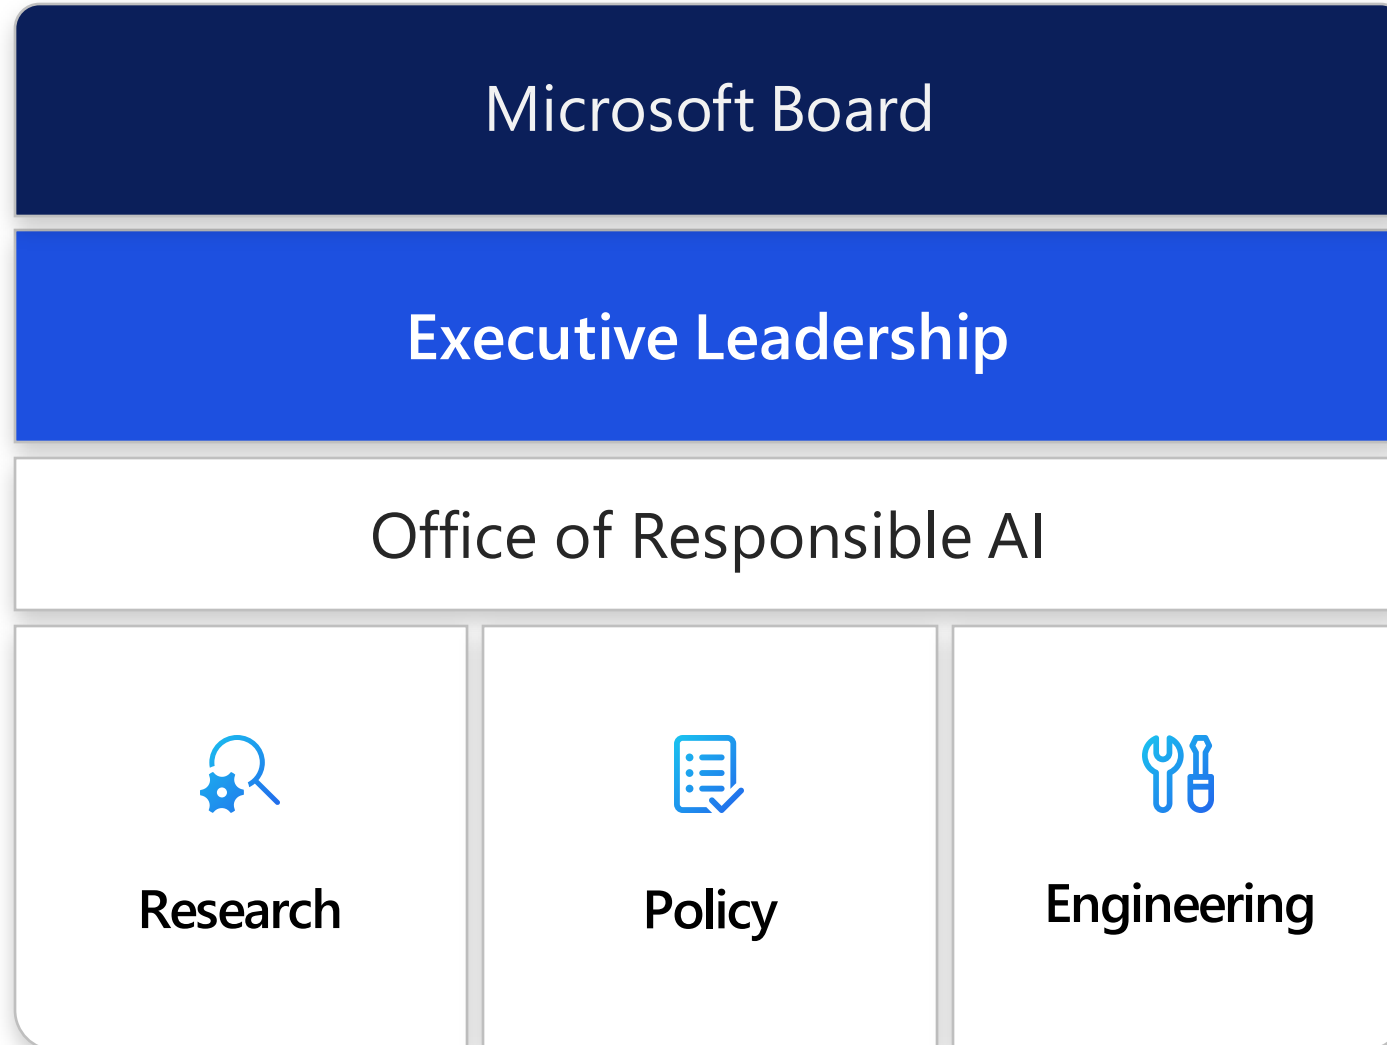 Microsoft Board
Executive Leadership
Office of Responsible AI
Research
Policy
Engineering